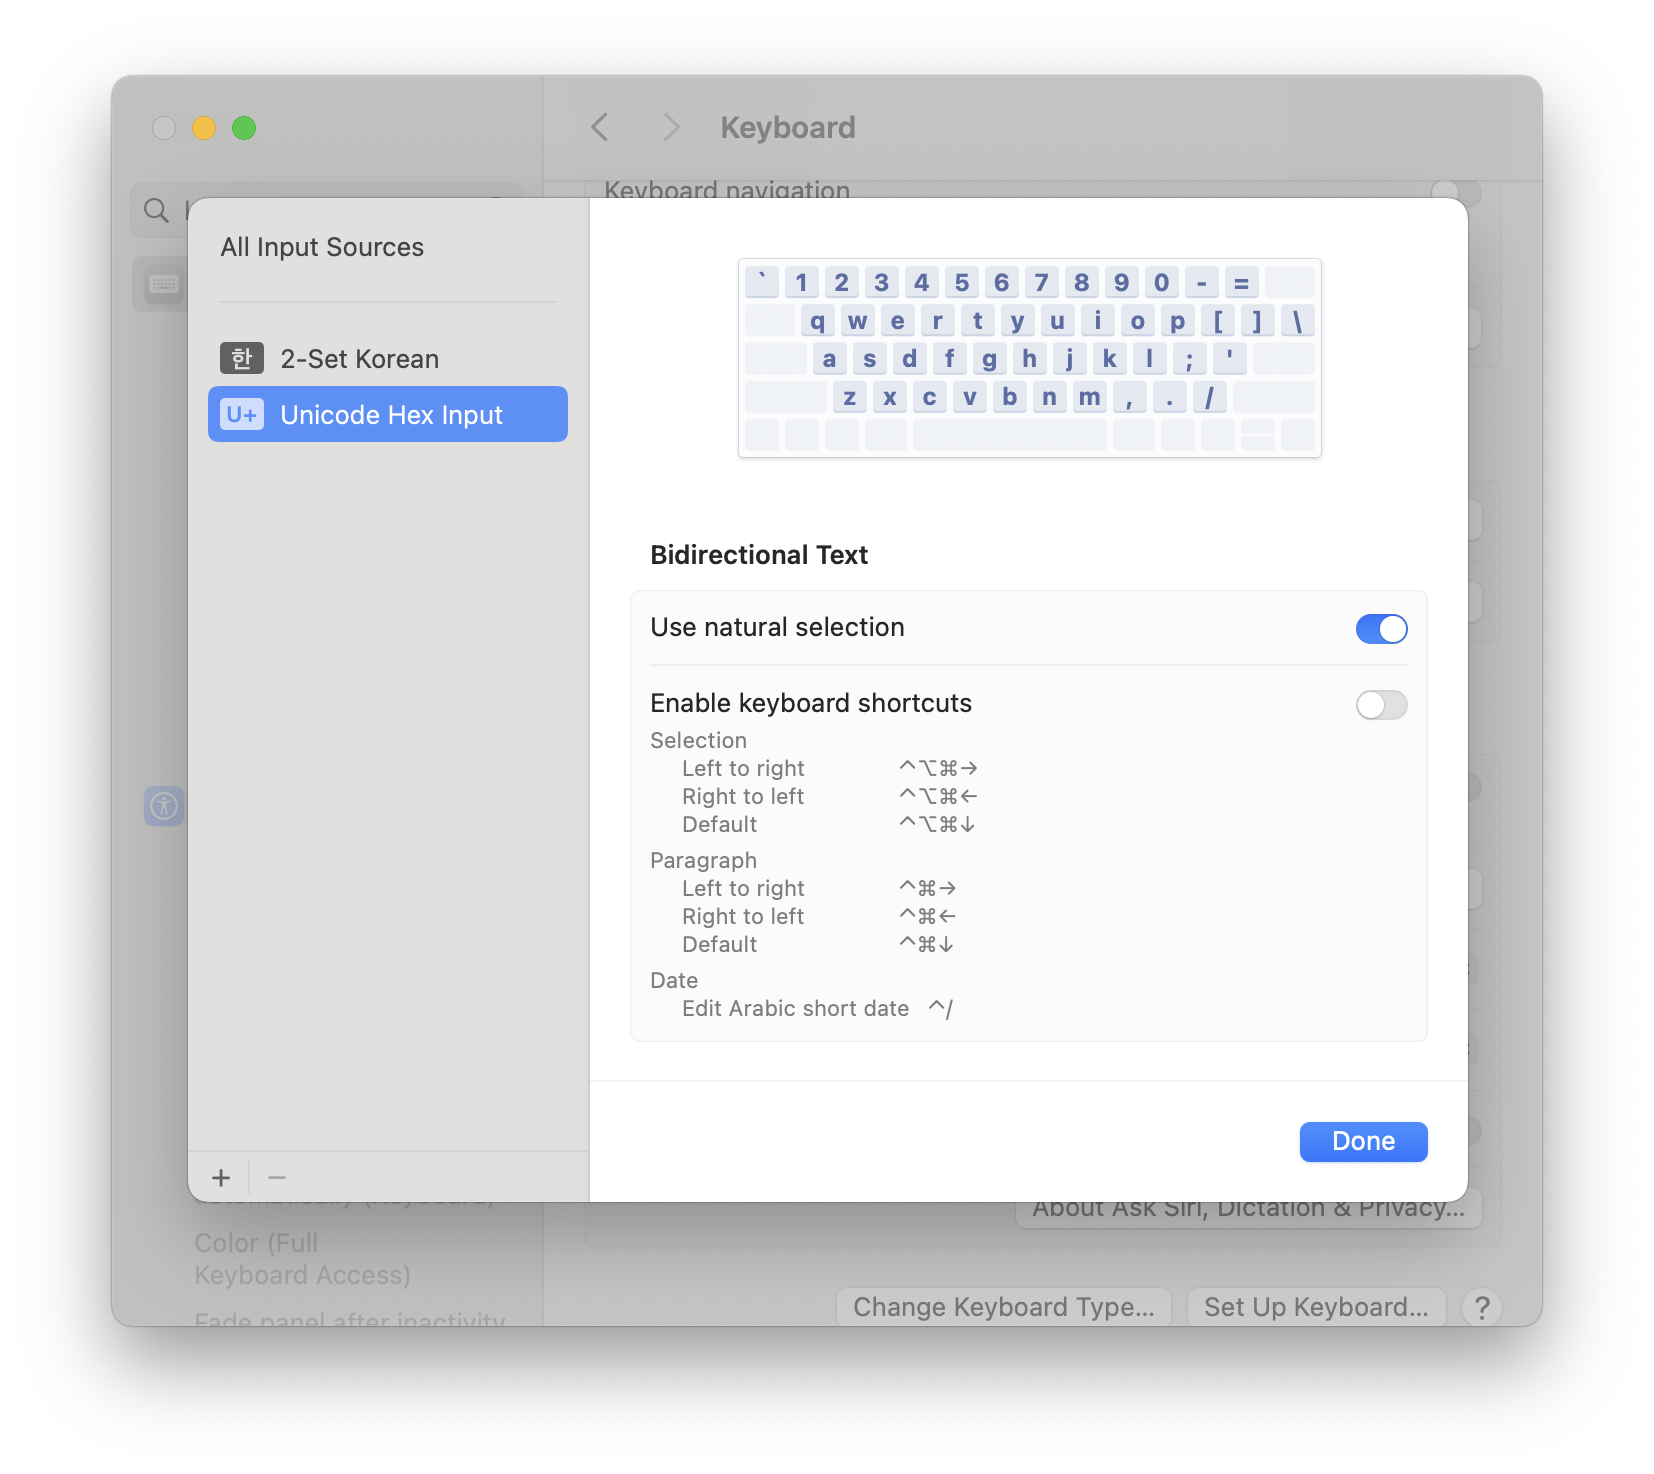 Keyboard
Keyboard navigation
All Input Sources
한 2-Set Korean
U+ Unicode Hex Input
` 1 2 3 4 5 6 7 8 9 0 - =
q w e r t y u i o p [ ] \
a s d f g h j k l ; '
z x c v b n m , . /
Bidirectional Text
Use natural selection
Enable keyboard shortcuts
Selection
Left to right ^⌥⌘→
Right to left ^⌥⌘←
Default ^⌥⌘↓
Paragraph
Left to right ^⌘→
Right to left ^⌘←
Default ^⌘↓
Date
Edit Arabic short date ^/
Done
+ −
automatically (Keyboard)
Color (Full
Keyboard Access)
Fade panel after inactivity
About Ask Siri, Dictation & Privacy...
Change Keyboard Type...
Set Up Keyboard...
?